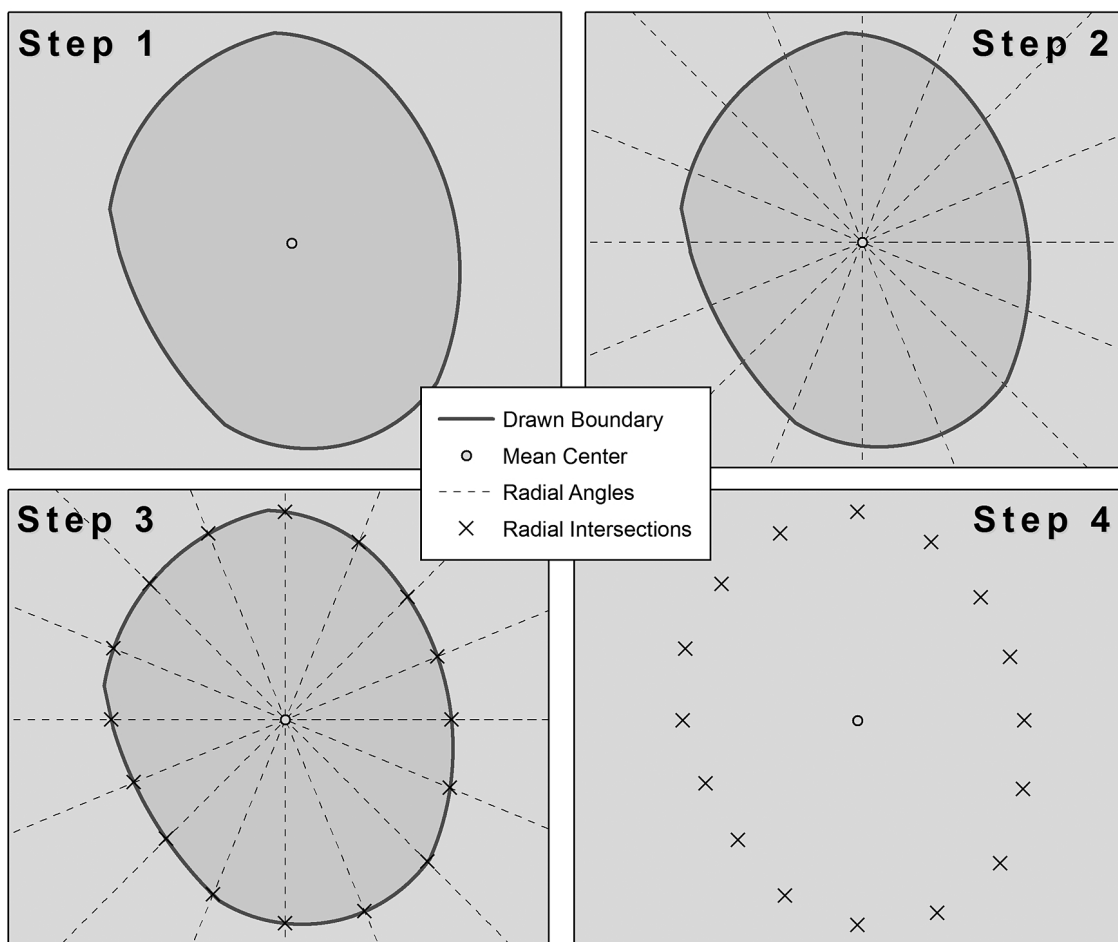 Step 1
Step 2
Drawn Boundary
Mean Center
Radial Angles
Radial Intersections
Step 3
Step 4